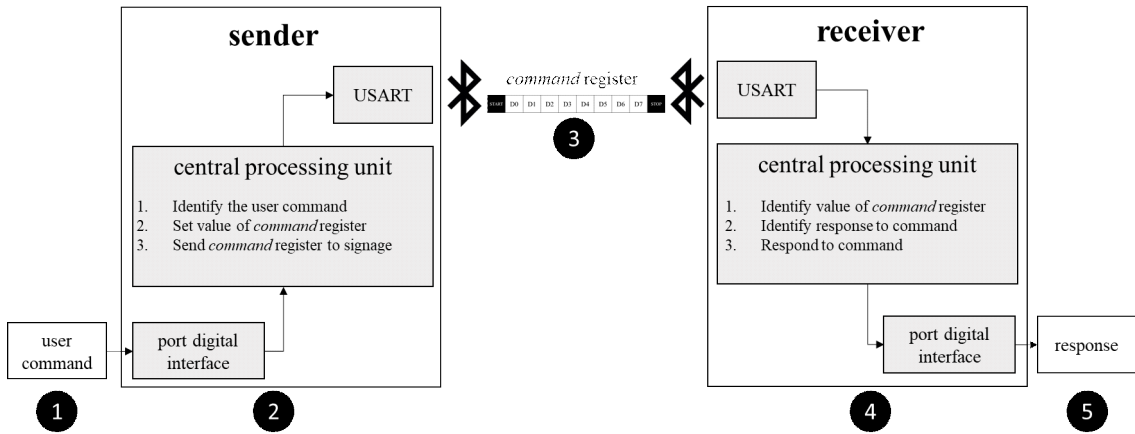 sender
USART
central processing unit
1. Identify the user command
2. Set value of command register
3. Send command register to signage
user
command
port digital
interface
1
2
command register
START D0 D1 D2 D3 D4 D5 D6 D7 STOP
3
receiver
USART
central processing unit
1. Identify value of command register
2. Identify response to command
3. Respond to command
port digital
interface
response
4
5